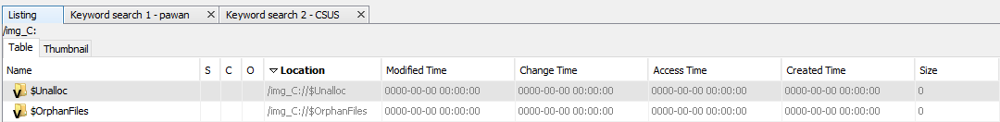 Listing Keyword search 1 - pawan Keyword search 2 - CSUS
/img_C:
Table Thumbnail
Name S C O Location Modified Time Change Time Access Time Created Time Size
$Unalloc /img_C://$Unalloc 0000-00-00 00:00:00 0000-00-00 00:00:00 0000-00-00 00:00:00 0000-00-00 00:00:00 0
$OrphanFiles /img_C://$OrphanFiles 0000-00-00 00:00:00 0000-00-00 00:00:00 0000-00-00 00:00:00 0000-00-00 00:00:00 0